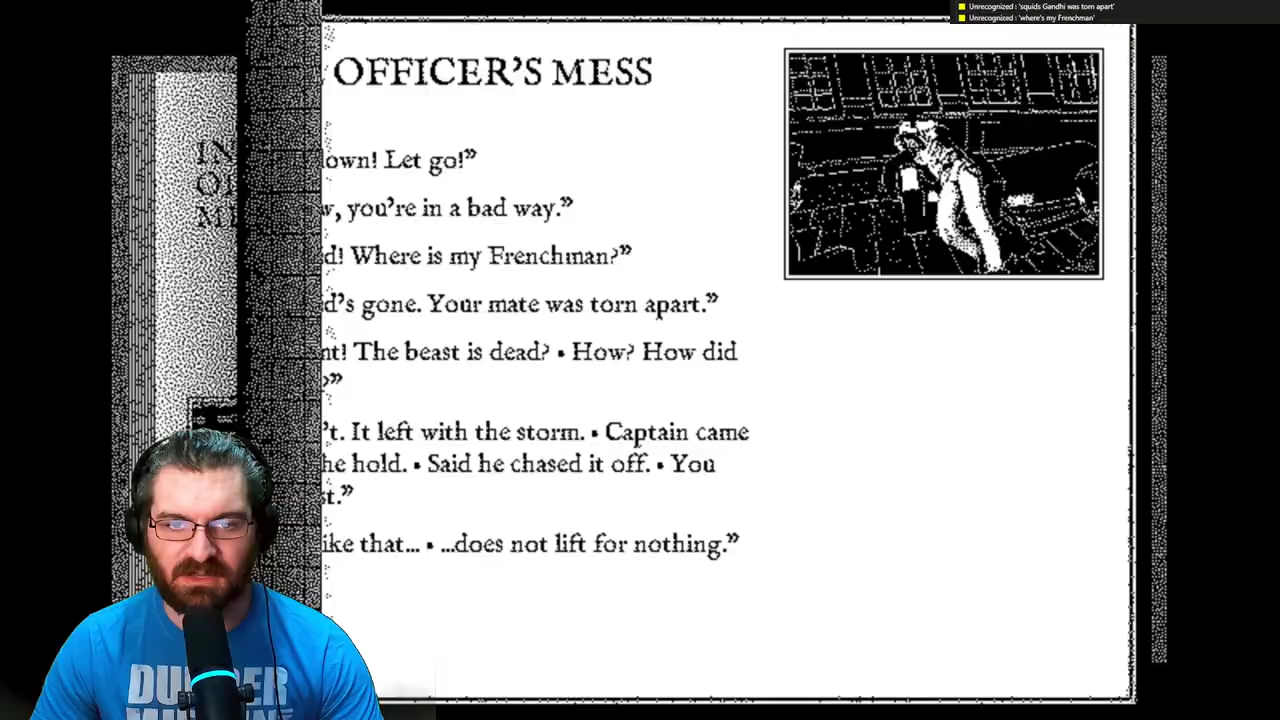 Unrecognized : 'squids Gandhi was torn apart'
Unrecognized : 'where's my Frenchman'
OFFICER'S MESS
own! Let go!”
w, you're in a bad way.”
d! Where is my Frenchman?”
d's gone. Your mate was torn apart.”
nt! The beast is dead? ▪ How? How did
?”
't. It left with the storm. ▪ Captain came
he hold. ▪ Said he chased it off. ▪ You
st.”
ike that... ▪ ...does not lift for nothing.”
IN